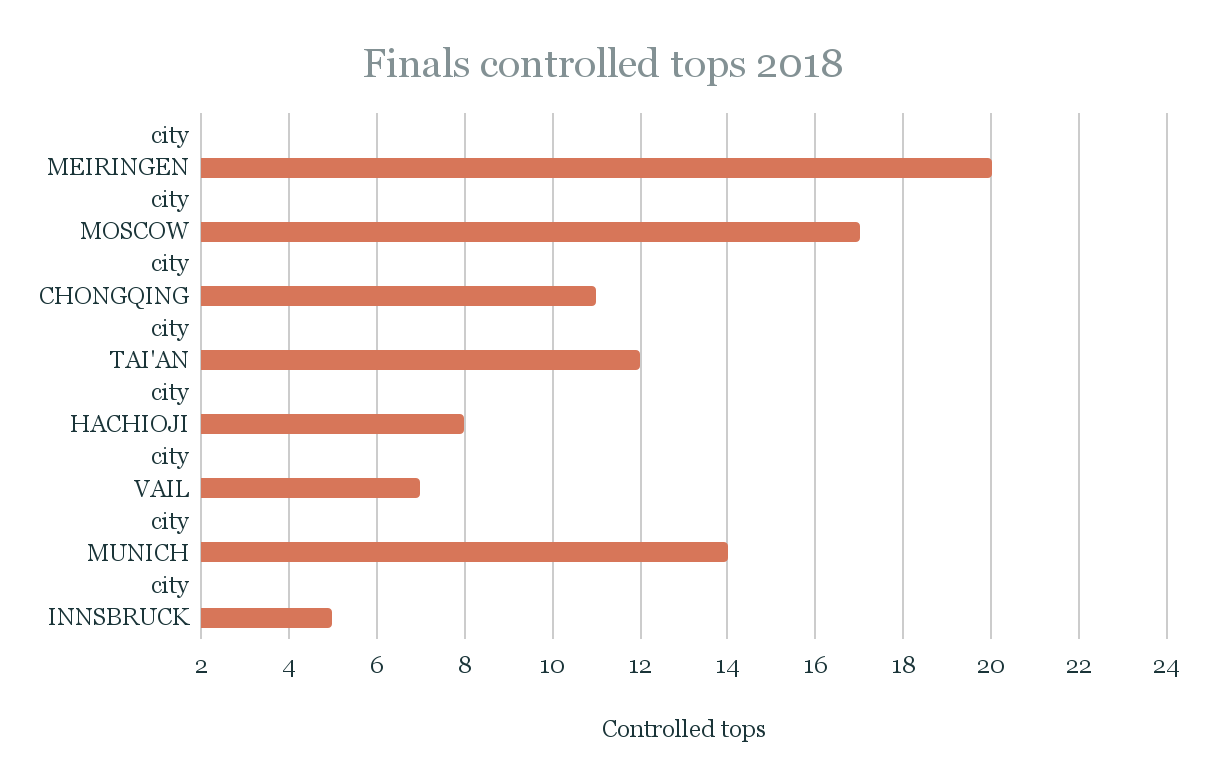 Finals controlled tops 2018
city
MEIRINGEN
city
MOSCOW
city
CHONGQING
city
TAI'AN
city
HACHIOJI
city
VAIL
city
MUNICH
city
INNSBRUCK
2 4 6 8 10 12 14 16 18 20 22 24
Controlled tops